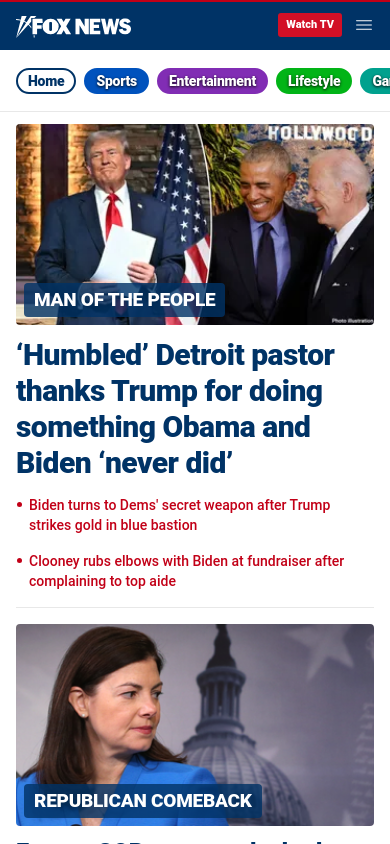 FOX NEWS
Watch TV
Home
Sports
Entertainment
Lifestyle
HOLLYWOOD
MAN OF THE PEOPLE
Photo Illustration
‘Humbled’ Detroit pastor
thanks Trump for doing
something Obama and
Biden ‘never did’
• Biden turns to Dems' secret weapon after Trump
strikes gold in blue bastion
• Clooney rubs elbows with Biden at fundraiser after
complaining to top aide
REPUBLICAN COMEBACK